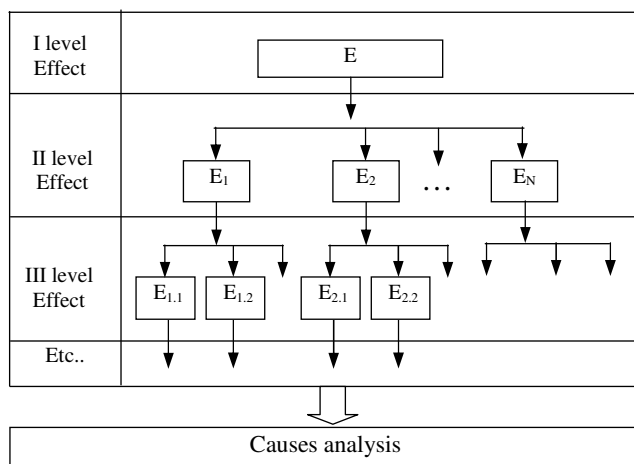 I level
Effect
E
II level
Effect
E1 E2 ... EN
III level
Effect
E1.1 E1.2 E2.1 E2.2
Etc..
Causes analysis